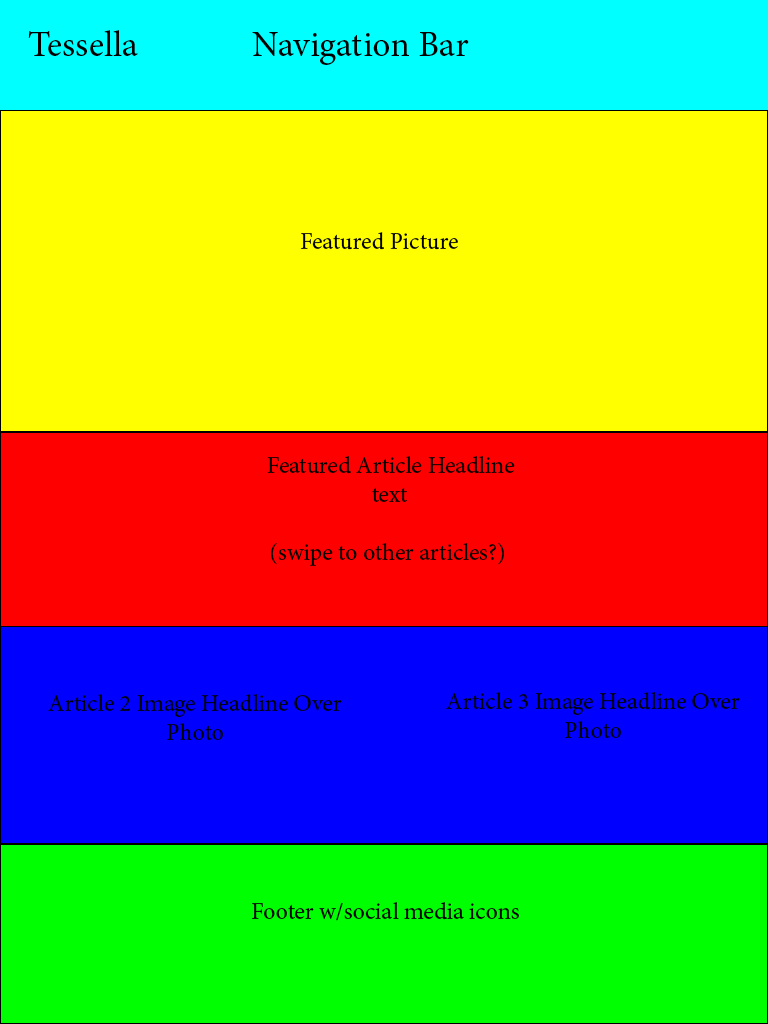 Tessella
Navigation Bar
Featured Picture
Featured Article Headline
text
(swipe to other articles?)
Article 2 Image Headline Over
Photo
Article 3 Image Headline Over
Photo
Footer w/social media icons